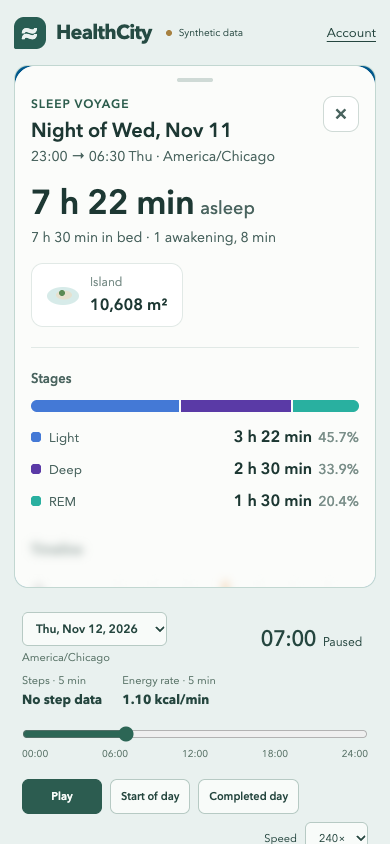 HealthCity
Synthetic data
Account
SLEEP VOYAGE
Night of Wed, Nov 11
23:00 → 06:30 Thu · America/Chicago
7 h 22 min asleep
7 h 30 min in bed · 1 awakening, 8 min
Island
10,608 m²
Stages
Light 3 h 22 min 45.7%
Deep 2 h 30 min 33.9%
REM 1 h 30 min 20.4%
Thu, Nov 12, 2026
07:00 Paused
America/Chicago
Steps · 5 min Energy rate · 5 min
No step data 1.10 kcal/min
00:00 06:00 12:00 18:00 24:00
Play Start of day Completed day
Speed 240×